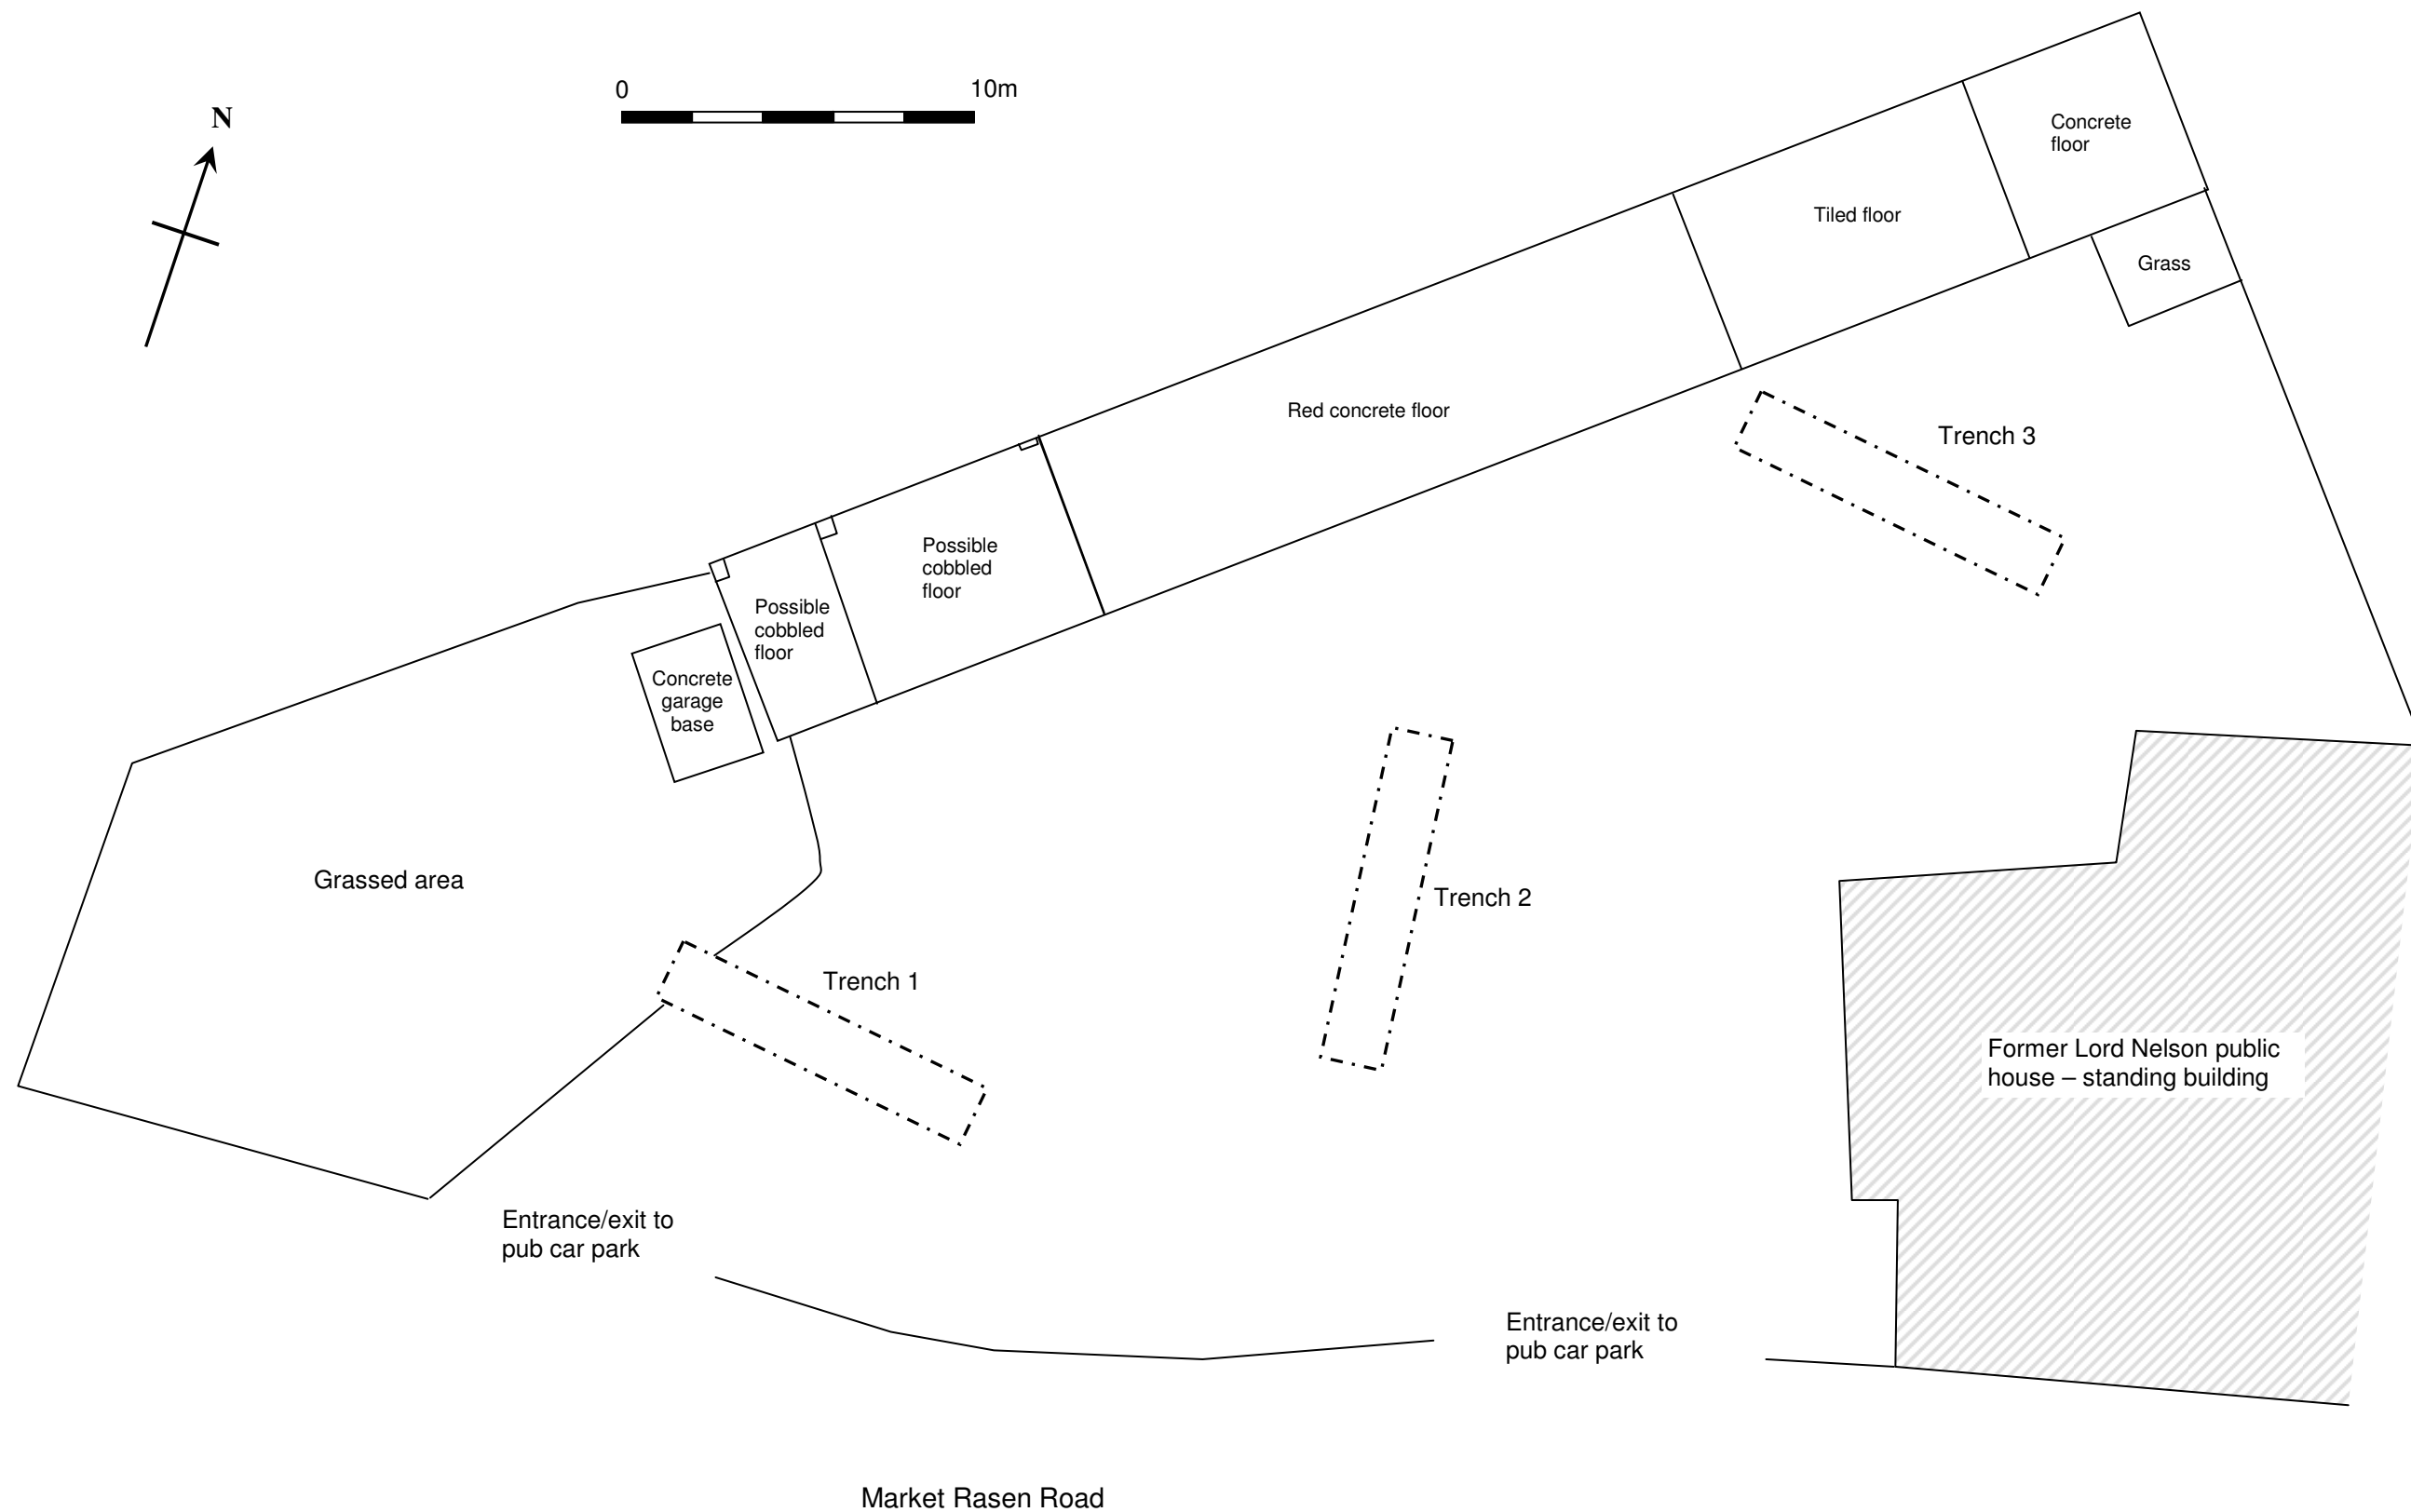 0
10m
N
Concrete
floor
Tiled floor
Grass
Red concrete floor
Trench 3
Possible
cobbled
floor
Possible
cobbled
floor
Concrete
garage
base
Grassed area
Trench 2
Trench 1
Former Lord Nelson public
house – standing building
Entrance/exit to
pub car park
Entrance/exit to
pub car park
Market Rasen Road